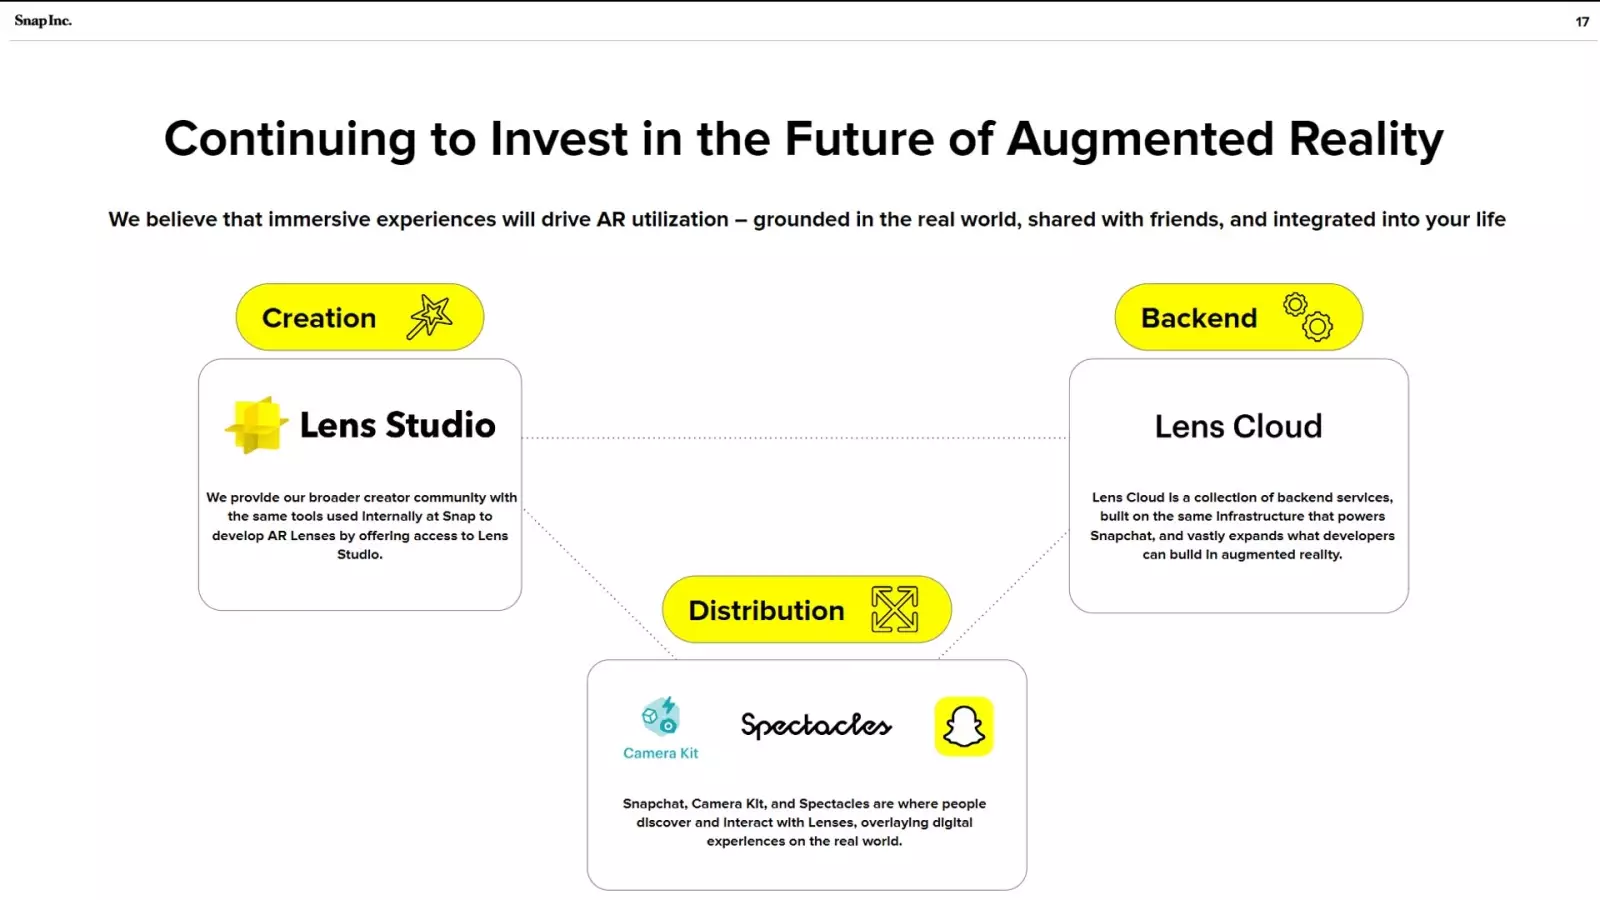 Snap Inc.
17
Continuing to Invest in the Future of Augmented Reality
We believe that immersive experiences will drive AR utilization – grounded in the real world, shared with friends, and integrated into your life
Creation
Lens Studio
We provide our broader creator community with
the same tools used internally at Snap to
develop AR Lenses by offering access to Lens
Studio.
Backend
Lens Cloud
Lens Cloud is a collection of backend services,
built on the same infrastructure that powers
Snapchat, and vastly expands what developers
can build in augmented reality.
Distribution
Camera Kit
Spectacles
Snapchat, Camera Kit, and Spectacles are where people
discover and interact with Lenses, overlaying digital
experiences on the real world.